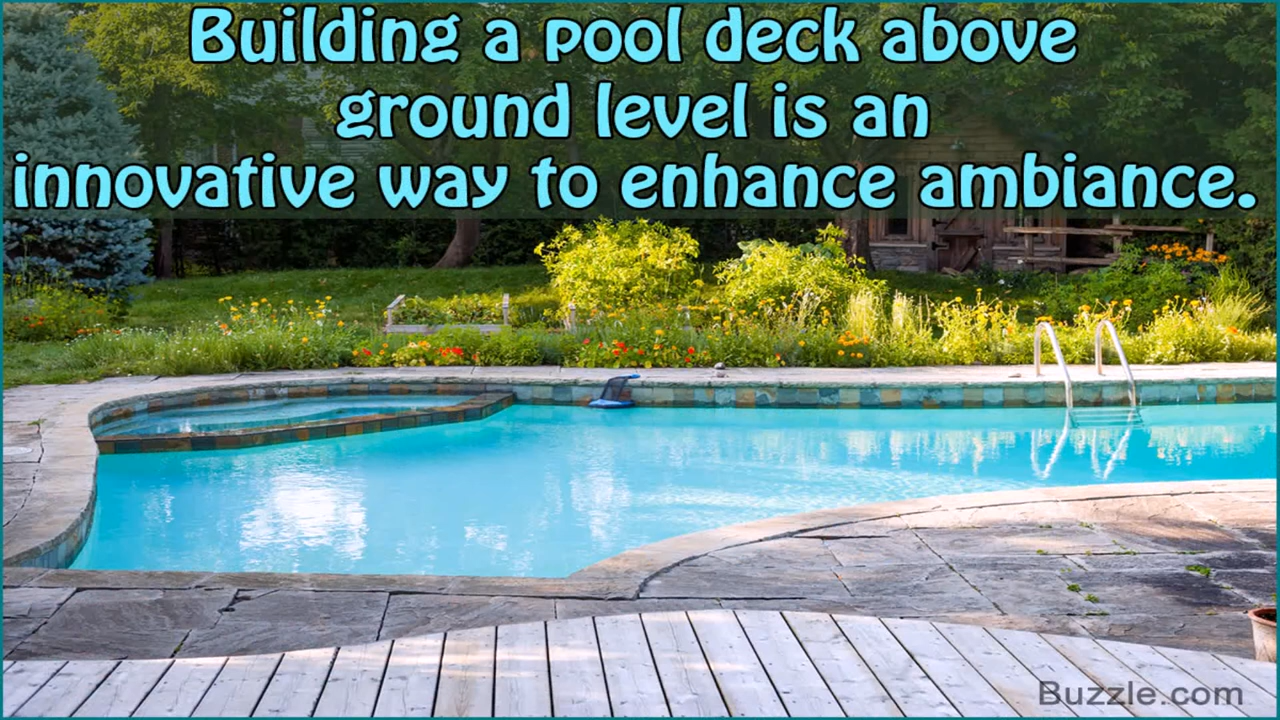 Building a pool deck above
ground level is an
innovative way to enhance ambiance.
Buzzle.com